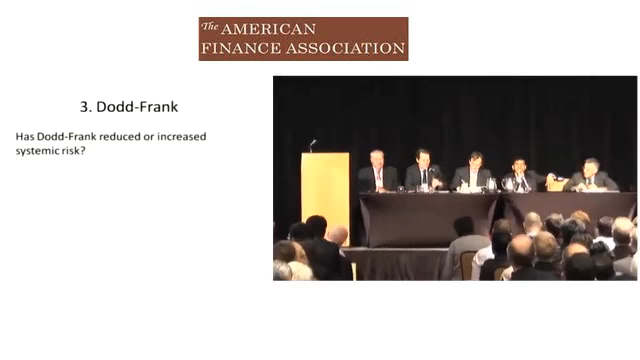 The AMERICAN
FINANCE ASSOCIATION
3. Dodd-Frank
Has Dodd-Frank reduced or increased
systemic risk?